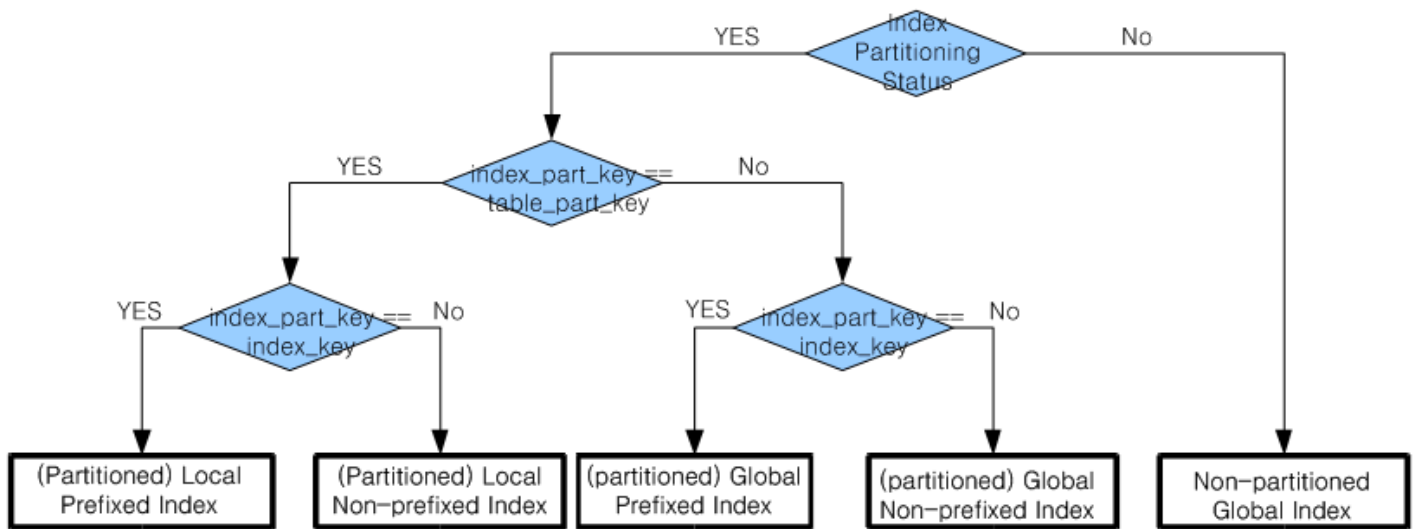 Index
Partitioning
Status
YES
No
index_part_key ==
table_part_key
YES
No
index_part_key ==
index_key
YES
No
index_part_key ==
index_key
YES
No
(Partitioned) Local
Prefixed Index
(Partitioned) Local
Non-prefixed Index
(partitioned) Global
Prefixed Index
(partitioned) Global
Non-prefixed Index
Non-partitioned
Global Index